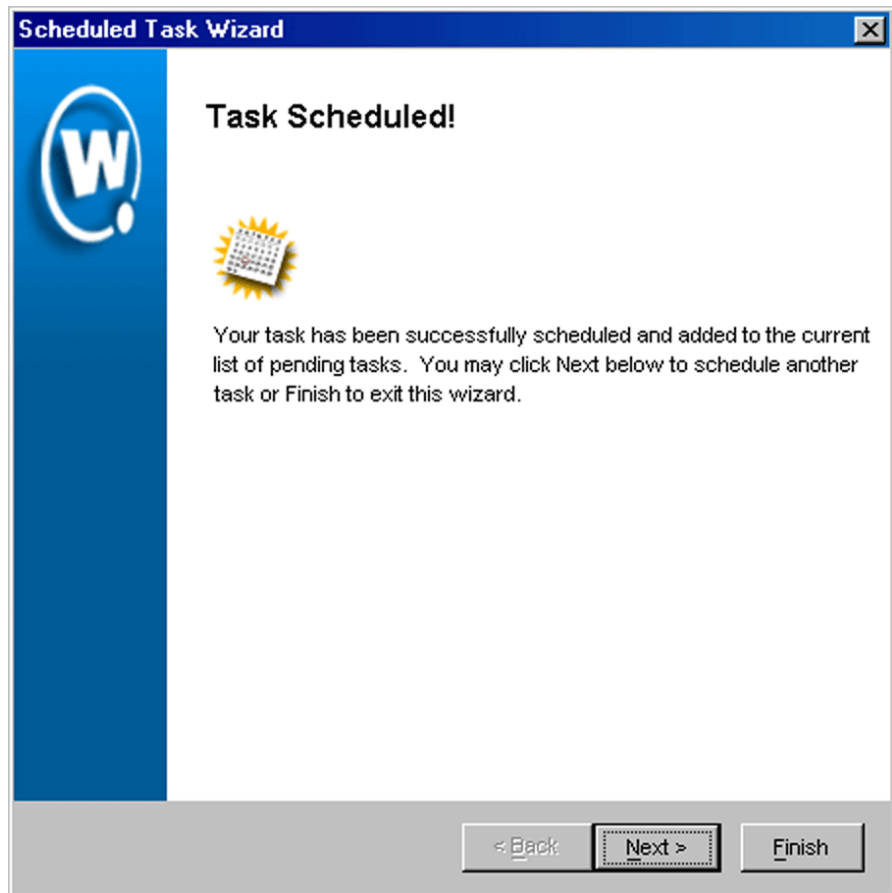 Scheduled Task Wizard
W
Task Scheduled!
Your task has been successfully scheduled and added to the current
list of pending tasks.  You may click Next below to schedule another
task or Finish to exit this wizard.
< Back
Next >
Finish